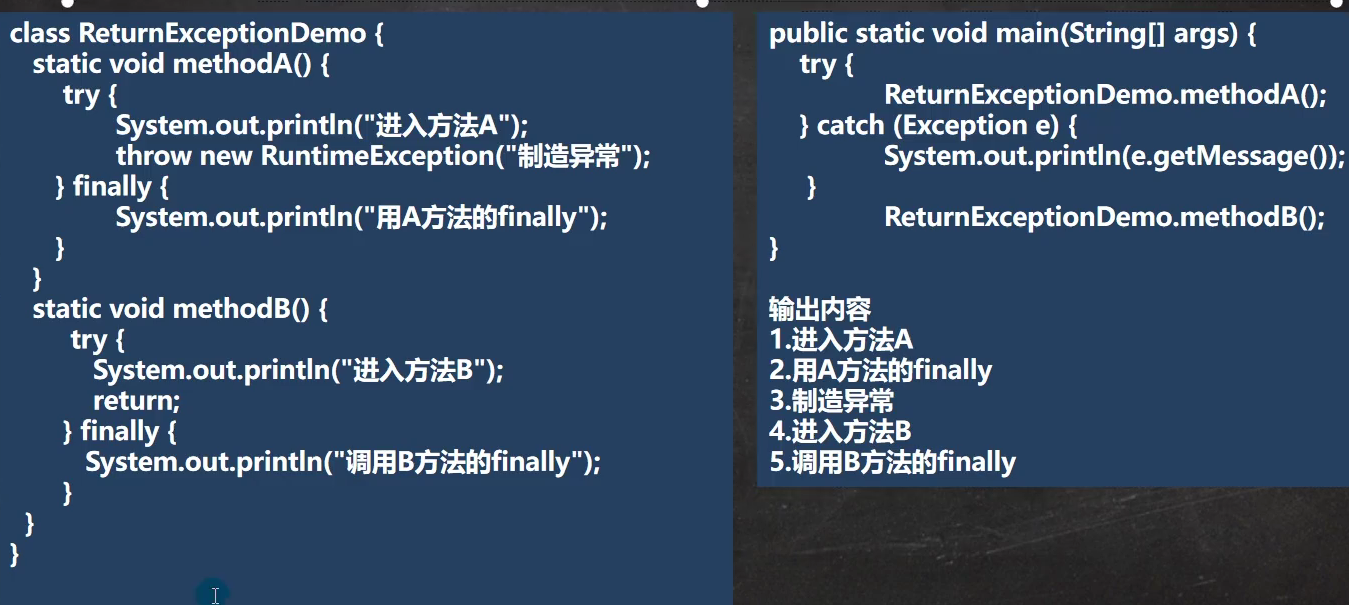 class ReturnExceptionDemo {
static void methodA() {
try {
System.out.println("进入方法A");
throw new RuntimeException("制造异常");
} finally {
System.out.println("用A方法的finally");
}
}
static void methodB() {
try {
System.out.println("进入方法B");
return;
} finally {
System.out.println("调用B方法的finally");
}
}
}
public static void main(String[] args) {
try {
ReturnExceptionDemo.methodA();
} catch (Exception e) {
System.out.println(e.getMessage());
}
ReturnExceptionDemo.methodB();
}
输出内容
1.进入方法A
2.用A方法的finally
3.制造异常
4.进入方法B
5.调用B方法的finally